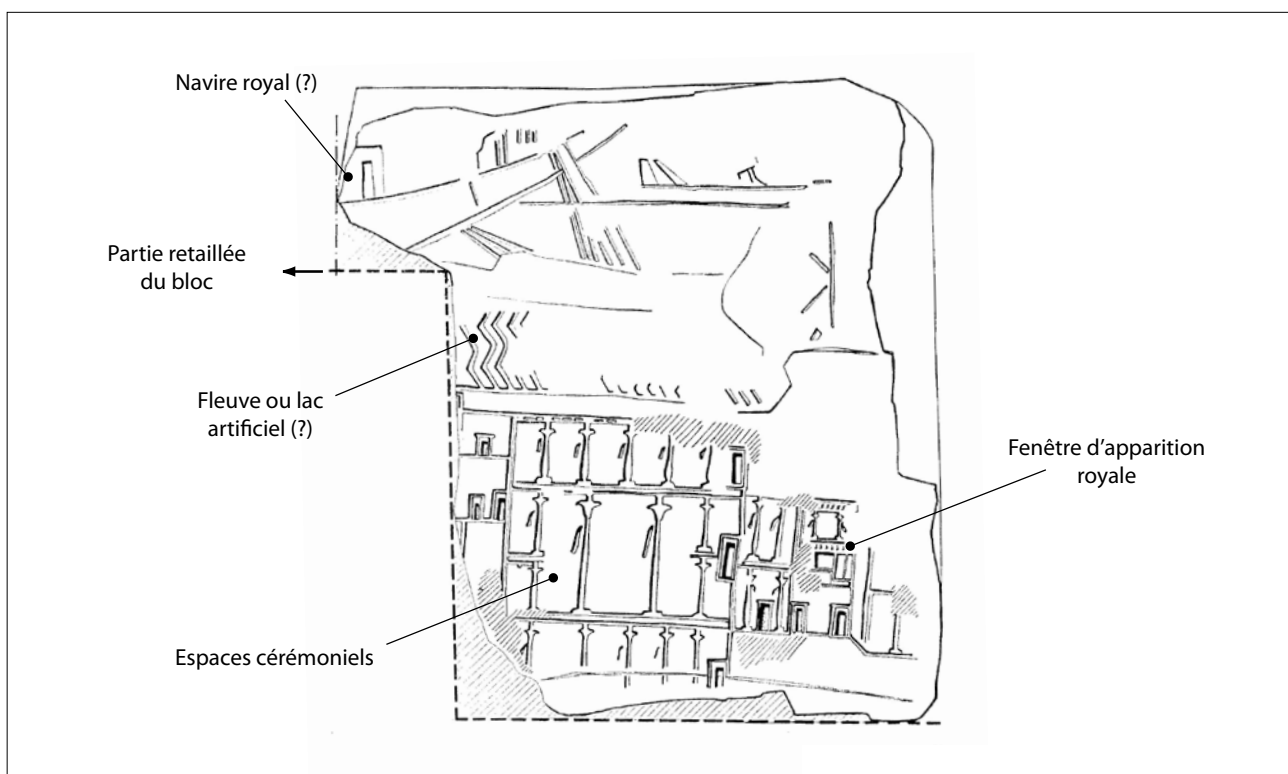 Navire royal (?)
Partie retaillée
du bloc
Fleuve ou lac
artificiel (?)
Fenêtre d’apparition
royale
Espaces cérémoniels